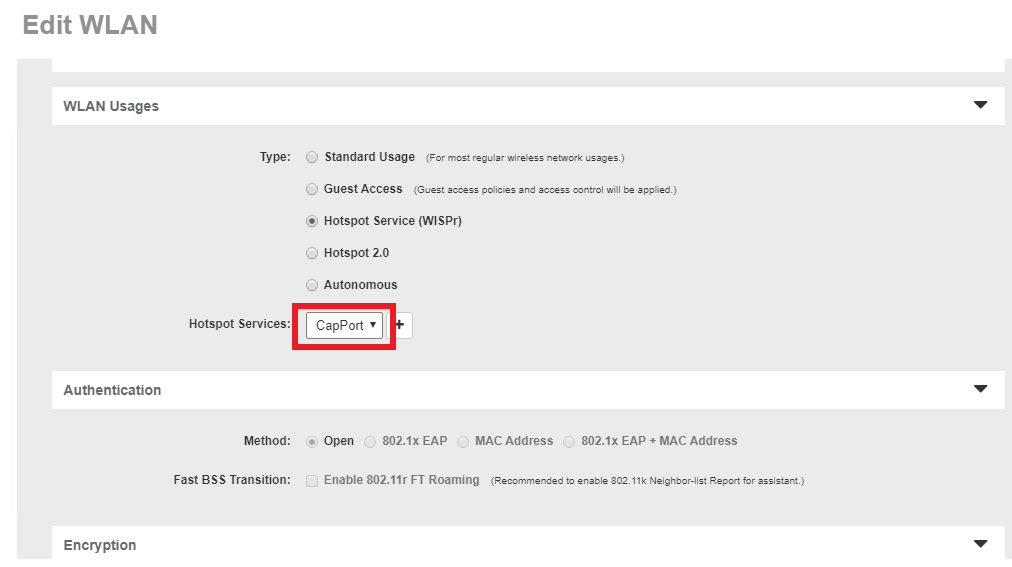 Edit WLAN
WLAN Usages
Type: Standard Usage (For most regular wireless network usages.)
Guest Access (Guest access policies and access control will be applied.)
Hotspot Service (WISPr)
Hotspot 2.0
Autonomous
Hotspot Services: CapPort +
Authentication
Method: Open 802.1x EAP MAC Address 802.1x EAP + MAC Address
Fast BSS Transition: Enable 802.11r FT Roaming (Recommended to enable 802.11k Neighbor-list Report for assistant.)
Encryption